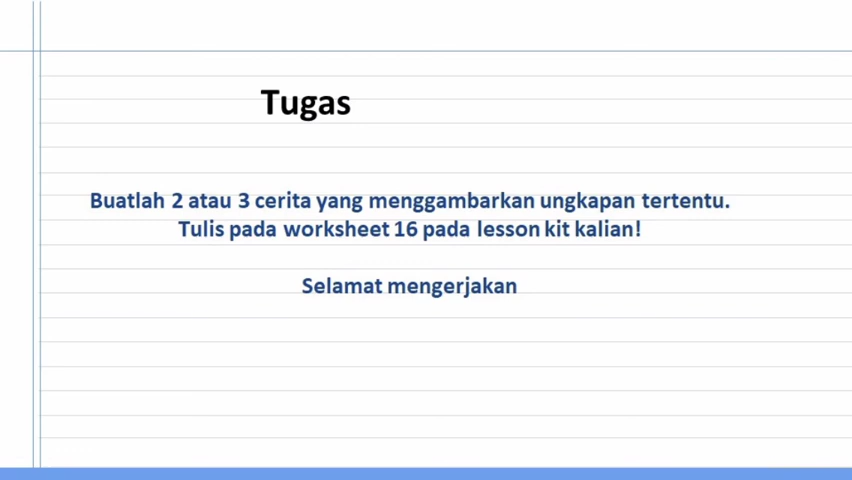 Tugas
Buatlah 2 atau 3 cerita yang menggambarkan ungkapan tertentu.
Tulis pada worksheet 16 pada lesson kit kalian!
Selamat mengerjakan